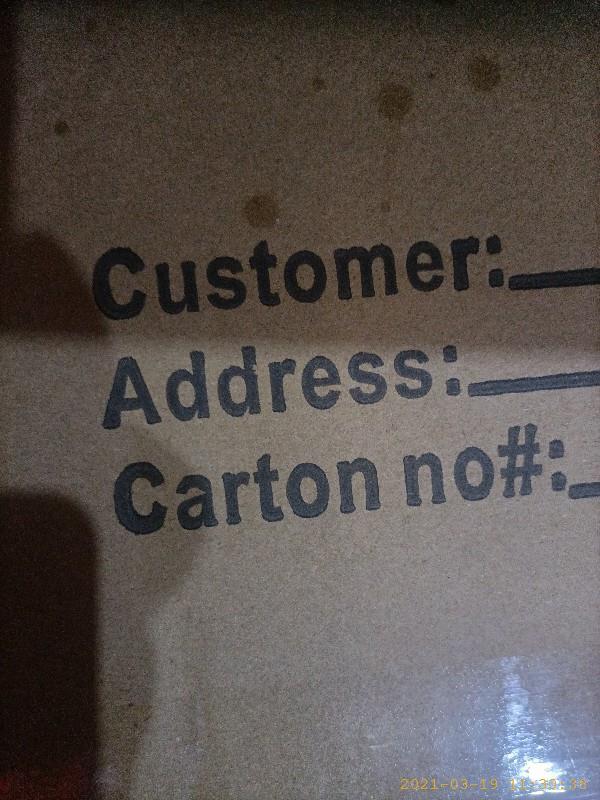 Customer:
Address:
Carton no#:
2021-03-19